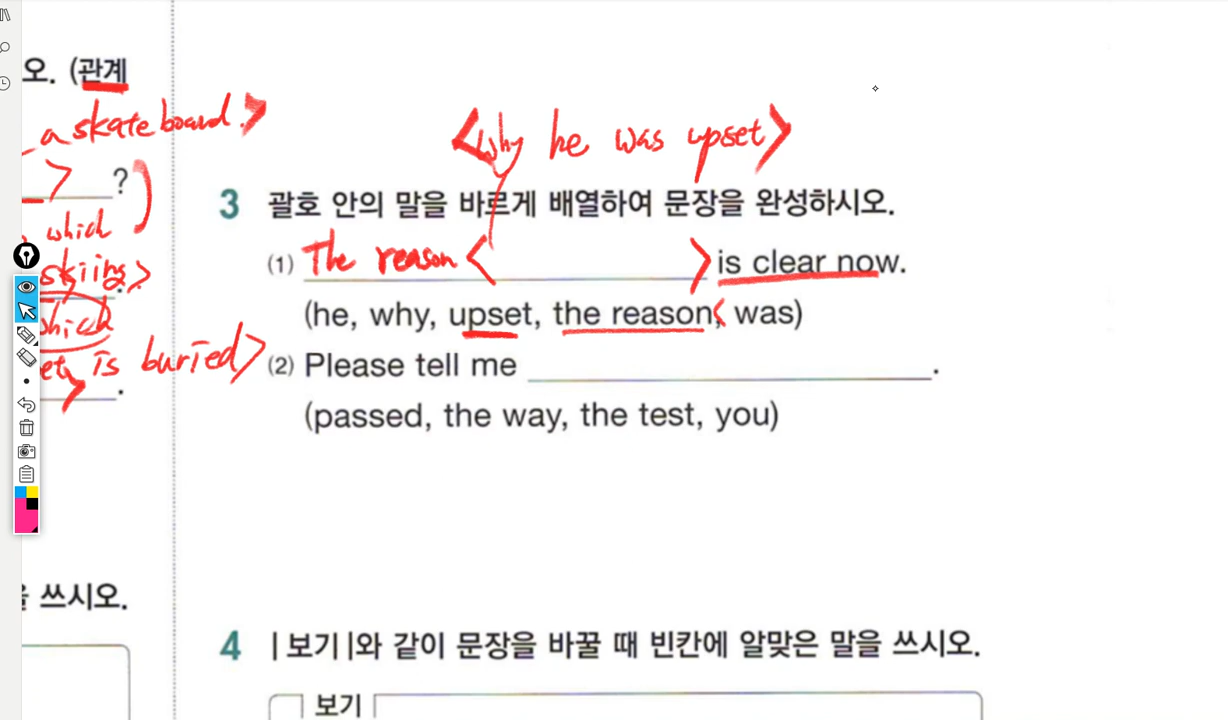 오. (관계
a skateboard.
?
which
skiing
which
is buried
쓰시오.
why he was upset
3 괄호 안의 말을 바르게 배열하여 문장을 완성하시오.
(1) The reason < > is clear now.
(he, why, upset, the reason, was)
(2) Please tell me ____________.
(passed, the way, the test, you)
4 |보기|와 같이 문장을 바꿀 때 빈칸에 알맞은 말을 쓰시오.
보기